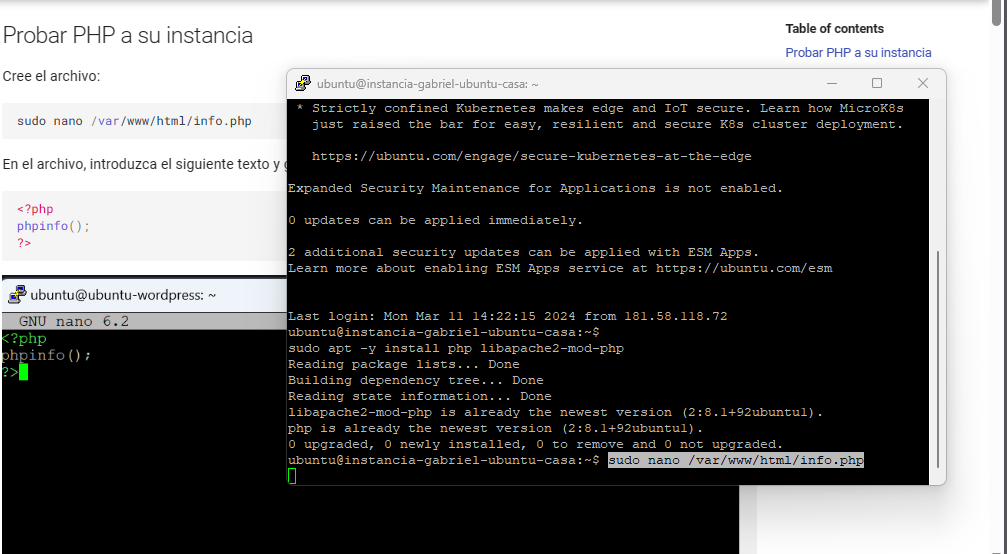 Probar PHP a su instancia
Cree el archivo:
sudo nano /var/www/html/info.php
En el archivo, introduzca el siguiente texto y
<?php
phpinfo();
?>
ubuntu@ubuntu-wordpress: ~
GNU nano 6.2
<?php
phpinfo();
?>
Table of contents
Probar PHP a su instancia
ubuntu@instancia-gabriel-ubuntu-casa: ~
* Strictly confined Kubernetes makes edge and IoT secure. Learn how MicroK8s
just raised the bar for easy, resilient and secure K8s cluster deployment.
https://ubuntu.com/engage/secure-kubernetes-at-the-edge
Expanded Security Maintenance for Applications is not enabled.
0 updates can be applied immediately.
2 additional security updates can be applied with ESM Apps.
Learn more about enabling ESM Apps service at https://ubuntu.com/esm
Last login: Mon Mar 11 14:22:15 2024 from 181.58.118.72
ubuntu@instancia-gabriel-ubuntu-casa:~$
sudo apt -y install php libapache2-mod-php
Reading package lists... Done
Building dependency tree... Done
Reading state information... Done
libapache2-mod-php is already the newest version (2:8.1+92ubuntu1).
php is already the newest version (2:8.1+92ubuntu1).
0 upgraded, 0 newly installed, 0 to remove and 0 not upgraded.
ubuntu@instancia-gabriel-ubuntu-casa:~$ sudo nano /var/www/html/info.php